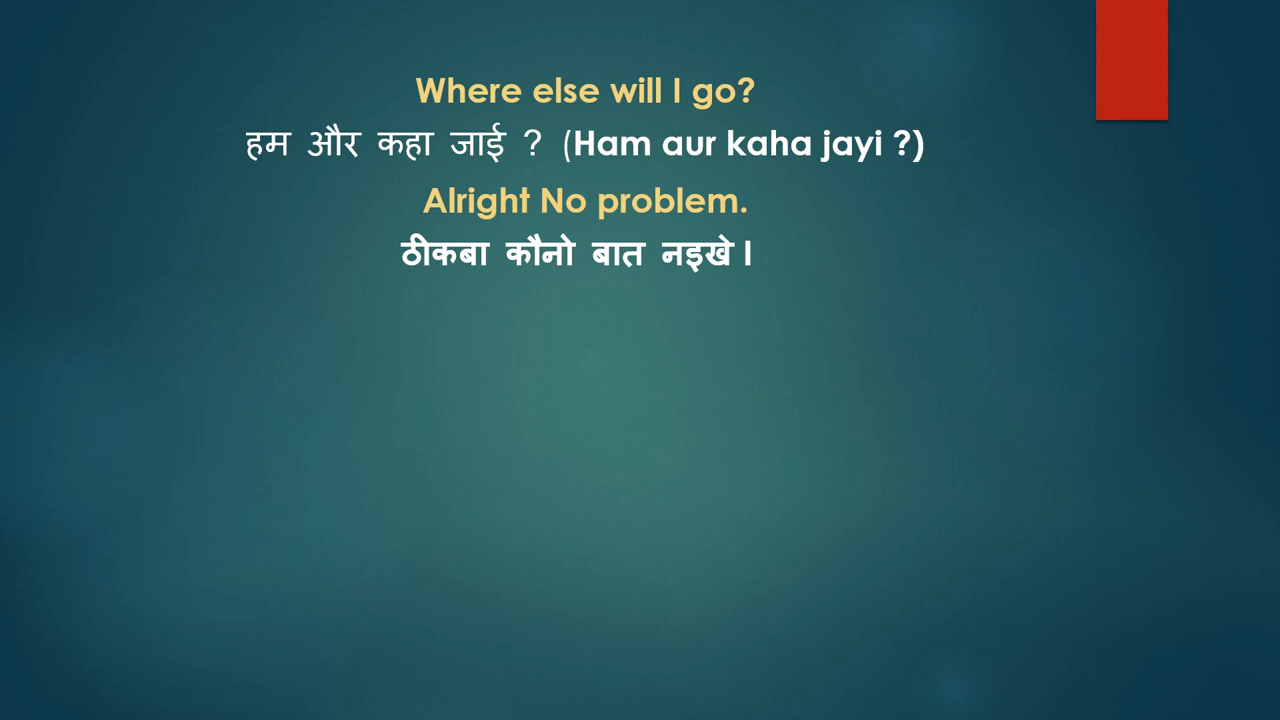 Where else will I go?
हम और कहा जाई ? (Ham aur kaha jayi ?)
Alright No problem.
ठीकबा कौनो बात नइखे l